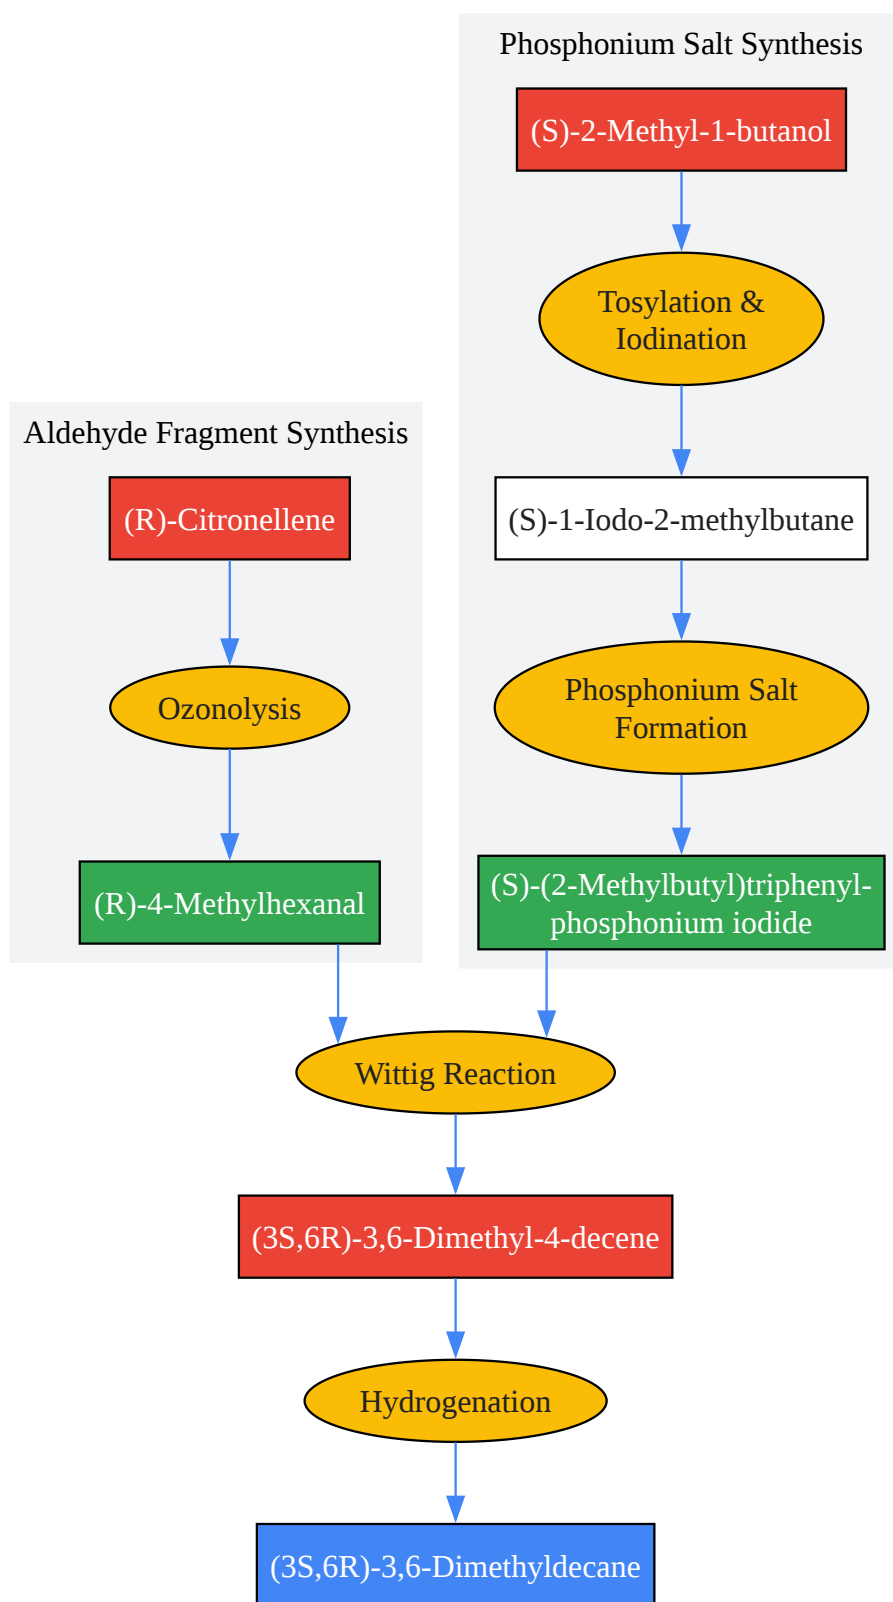 Phosphonium Salt Synthesis
(S)-2-Methyl-1-butanol
Tosylation &
Iodination
(S)-1-Iodo-2-methylbutane
Phosphonium Salt
Formation
(S)-(2-Methylbutyl)triphenyl-
phosphonium iodide
Aldehyde Fragment Synthesis
(R)-Citronellene
Ozonolysis
(R)-4-Methylhexanal
Wittig Reaction
(3S,6R)-3,6-Dimethyl-4-decene
Hydrogenation
(3S,6R)-3,6-Dimethyldecane